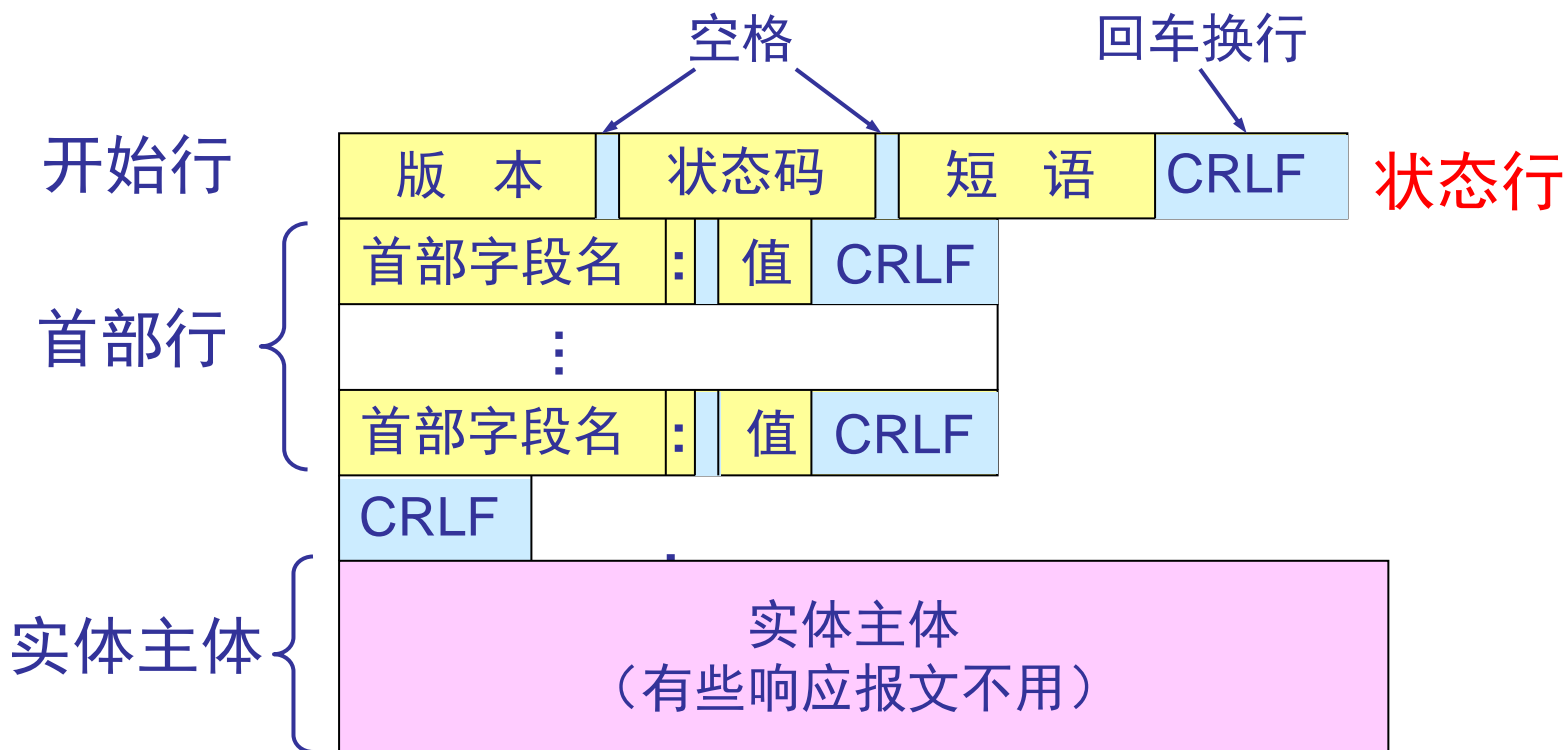 空格 回车换行
开始行 版 本 状态码 短 语 CRLF 状态行
首部字段名 : 值 CRLF
首部行 ⋮
首部字段名 : 值 CRLF
CRLF
实体主体
实体主体
（有些响应报文不用）